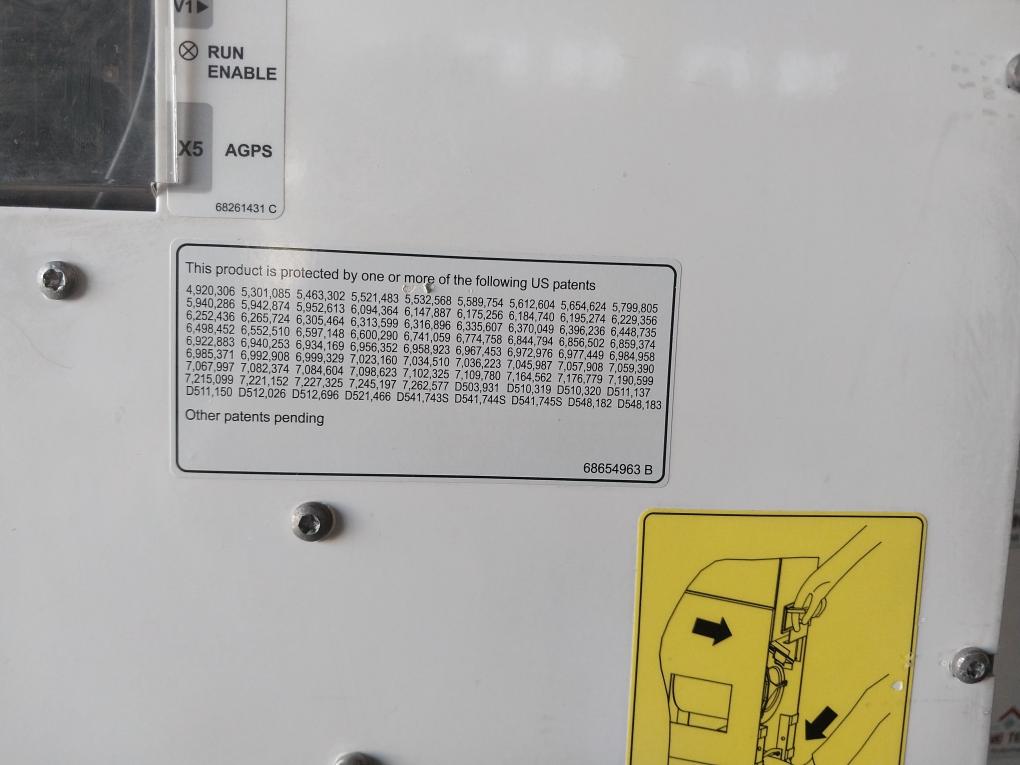 V1▶
⊗ RUN
ENABLE
X5 AGPS
68261431 C
This product is protected by one or more of the following US patents
4,920,306 5,301,085 5,463,302 5,521,483 5,532,568 5,589,754 5,612,604 5,654,624 5,799,805
5,940,286 5,942,874 5,952,613 6,094,364 6,147,887 6,175,256 6,184,740 6,195,274 6,229,356
6,252,436 6,265,724 6,305,464 6,313,599 6,316,896 6,335,607 6,370,049 6,396,236 6,448,735
6,498,452 6,552,510 6,597,148 6,600,290 6,741,059 6,774,758 6,844,794 6,856,502 6,859,374
6,922,883 6,940,253 6,934,169 6,956,352 6,958,923 6,967,453 6,972,976 6,977,449 6,984,958
6,985,371 6,992,908 6,999,329 7,023,160 7,034,510 7,036,223 7,045,987 7,057,908 7,059,390
7,067,997 7,082,374 7,084,604 7,098,623 7,102,325 7,109,780 7,164,562 7,176,779 7,190,599
7,215,099 7,221,152 7,227,325 7,245,197 7,262,577 D503,931 D510,319 D510,320 D511,137
D511,150 D512,026 D512,696 D521,466 D541,743S D541,744S D541,745S D548,182 D548,183
Other patents pending
68654963 B